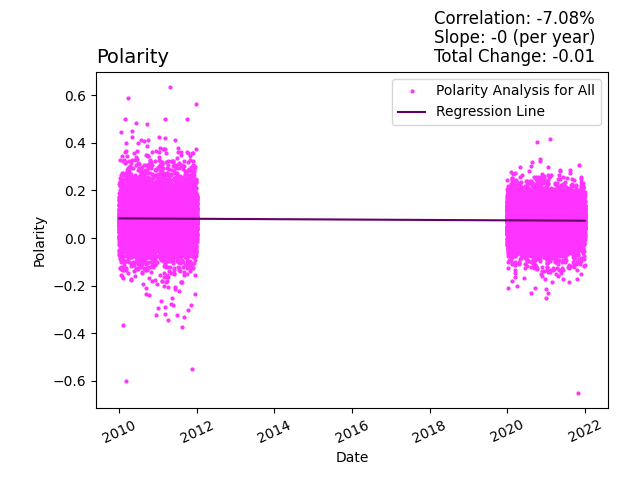 Correlation: -7.08%
Slope: -0 (per year)
Total Change: -0.01
Polarity
Polarity Analysis for All
Regression Line
0.6
0.4
0.2
0.0
−0.2
−0.4
−0.6
Polarity
2010
2012
2014
2016
2018
2020
2022
Date